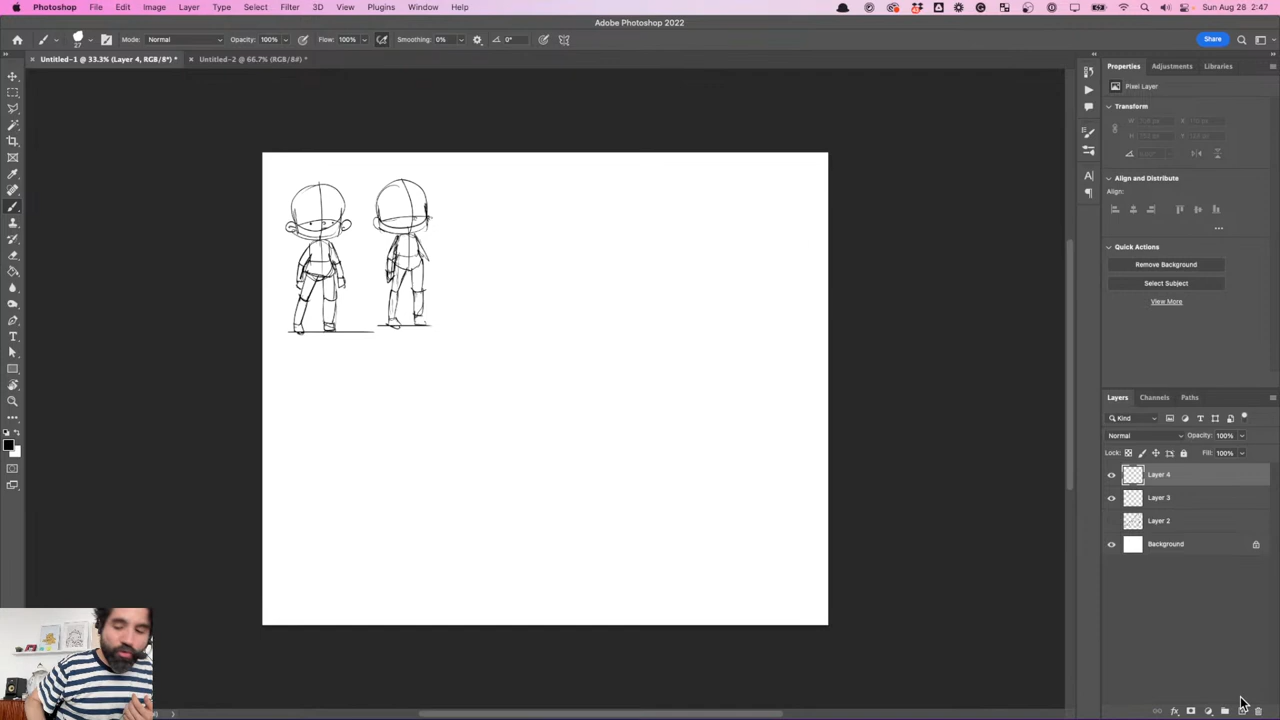 Photoshop File Edit Image Layer Type Select Filter 3D View Plugins Window Help Sun Aug 28 2:47
Adobe Photoshop 2022
27 Mode: Normal Opacity: 100% Flow: 100% Smoothing: 0% 0° Share
Untitled-1 @ 33.3% (Layer 4, RGB/8*) * Untitled-2 @ 66.7% (RGB/8#) *
Properties Adjustments Libraries
Pixel Layer
Transform
W: X:
H: Y:
Align and Distribute
Align:
Quick Actions
Remove Background
Select Subject
View More
Layers Channels Paths
Kind
Normal Opacity: 100%
Lock: Fill: 100%
Layer 4
Layer 3
Layer 2
Background